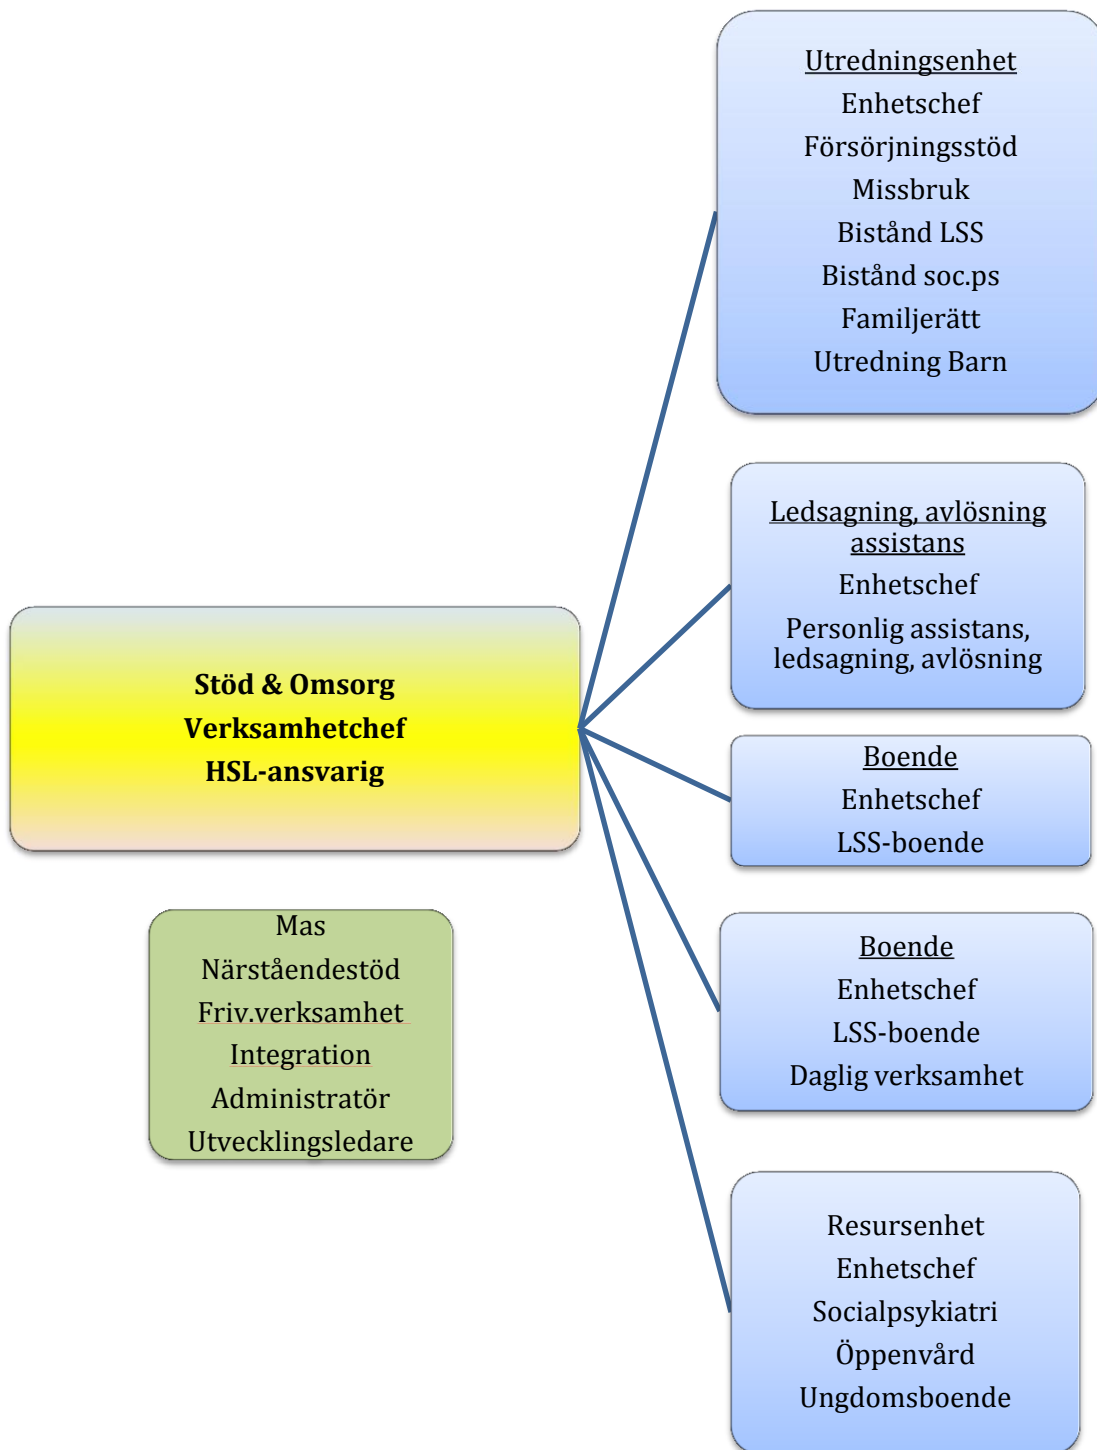 Utredningsenhet
Enhetschef
Försörjningsstöd
Missbruk
Bistånd LSS
Bistånd soc.ps
Familjerätt
Utredning Barn
Ledsagning, avlösning
assistans
Enhetschef
Personlig assistans,
ledsagning, avlösning
Stöd & Omsorg
Verksamhetchef
HSL-ansvarig
Boende
Enhetschef
LSS-boende
Mas
Närståendestöd
Friv.verksamhet
Integration
Administratör
Utvecklingsledare
Boende
Enhetschef
LSS-boende
Daglig verksamhet
Resursenhet
Enhetschef
Socialpsykiatri
Öppenvård
Ungdomsboende